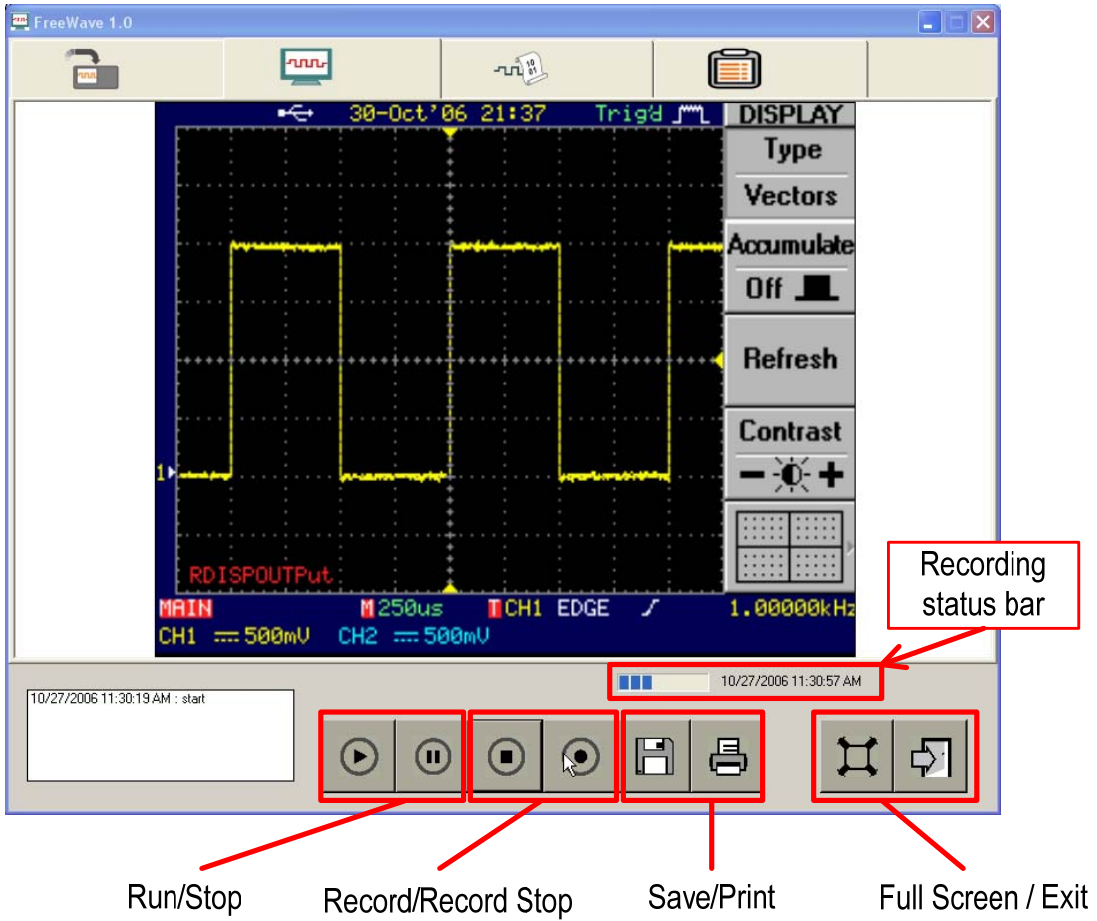 FreeWave 1.0
10
01
30-Oct'06 21:37 Trig'd
DISPLAY
Type
Vectors
Accumulate
Off
Refresh
Contrast
1
RDISPOUTPut
MAIN M 250us T CH1 EDGE 1.00000kHz
CH1 500mV CH2 500mV
Recording
status bar
10/27/2006 11:30:57 AM
10/27/2006 11:30:19 AM : start
Run/Stop
Record/Record Stop
Save/Print
Full Screen / Exit